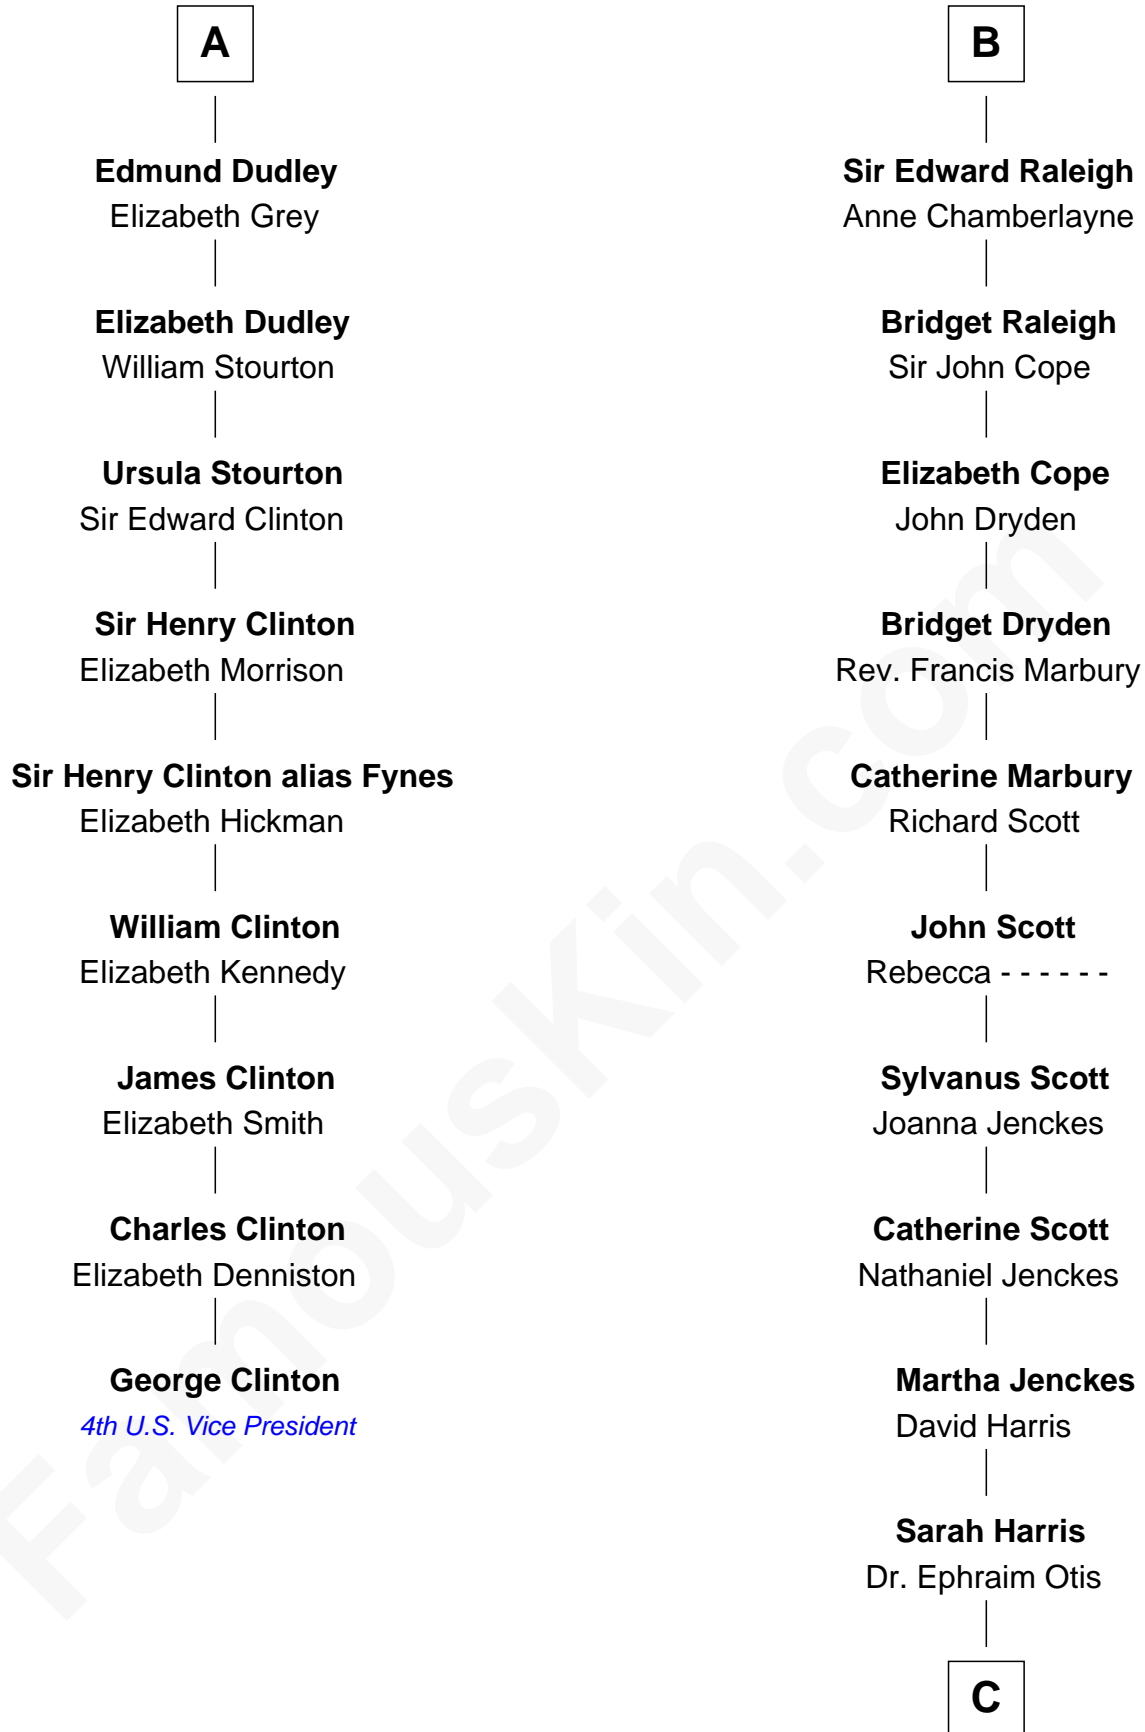 A
Edmund Dudley
Elizabeth Grey
Elizabeth Dudley
William Stourton
Ursula Stourton
Sir Edward Clinton
Sir Henry Clinton
Elizabeth Morrison
Sir Henry Clinton alias Fynes
Elizabeth Hickman
William Clinton
Elizabeth Kennedy
James Clinton
Elizabeth Smith
Charles Clinton
Elizabeth Denniston
George Clinton
4th U.S. Vice President
B
Sir Edward Raleigh
Anne Chamberlayne
Bridget Raleigh
Sir John Cope
Elizabeth Cope
John Dryden
Bridget Dryden
Rev. Francis Marbury
Catherine Marbury
Richard Scott
John Scott
Rebecca - - - - - -
Sylvanus Scott
Joanna Jenckes
Catherine Scott
Nathaniel Jenckes
Martha Jenckes
David Harris
Sarah Harris
Dr. Ephraim Otis
C
FamousKin.com